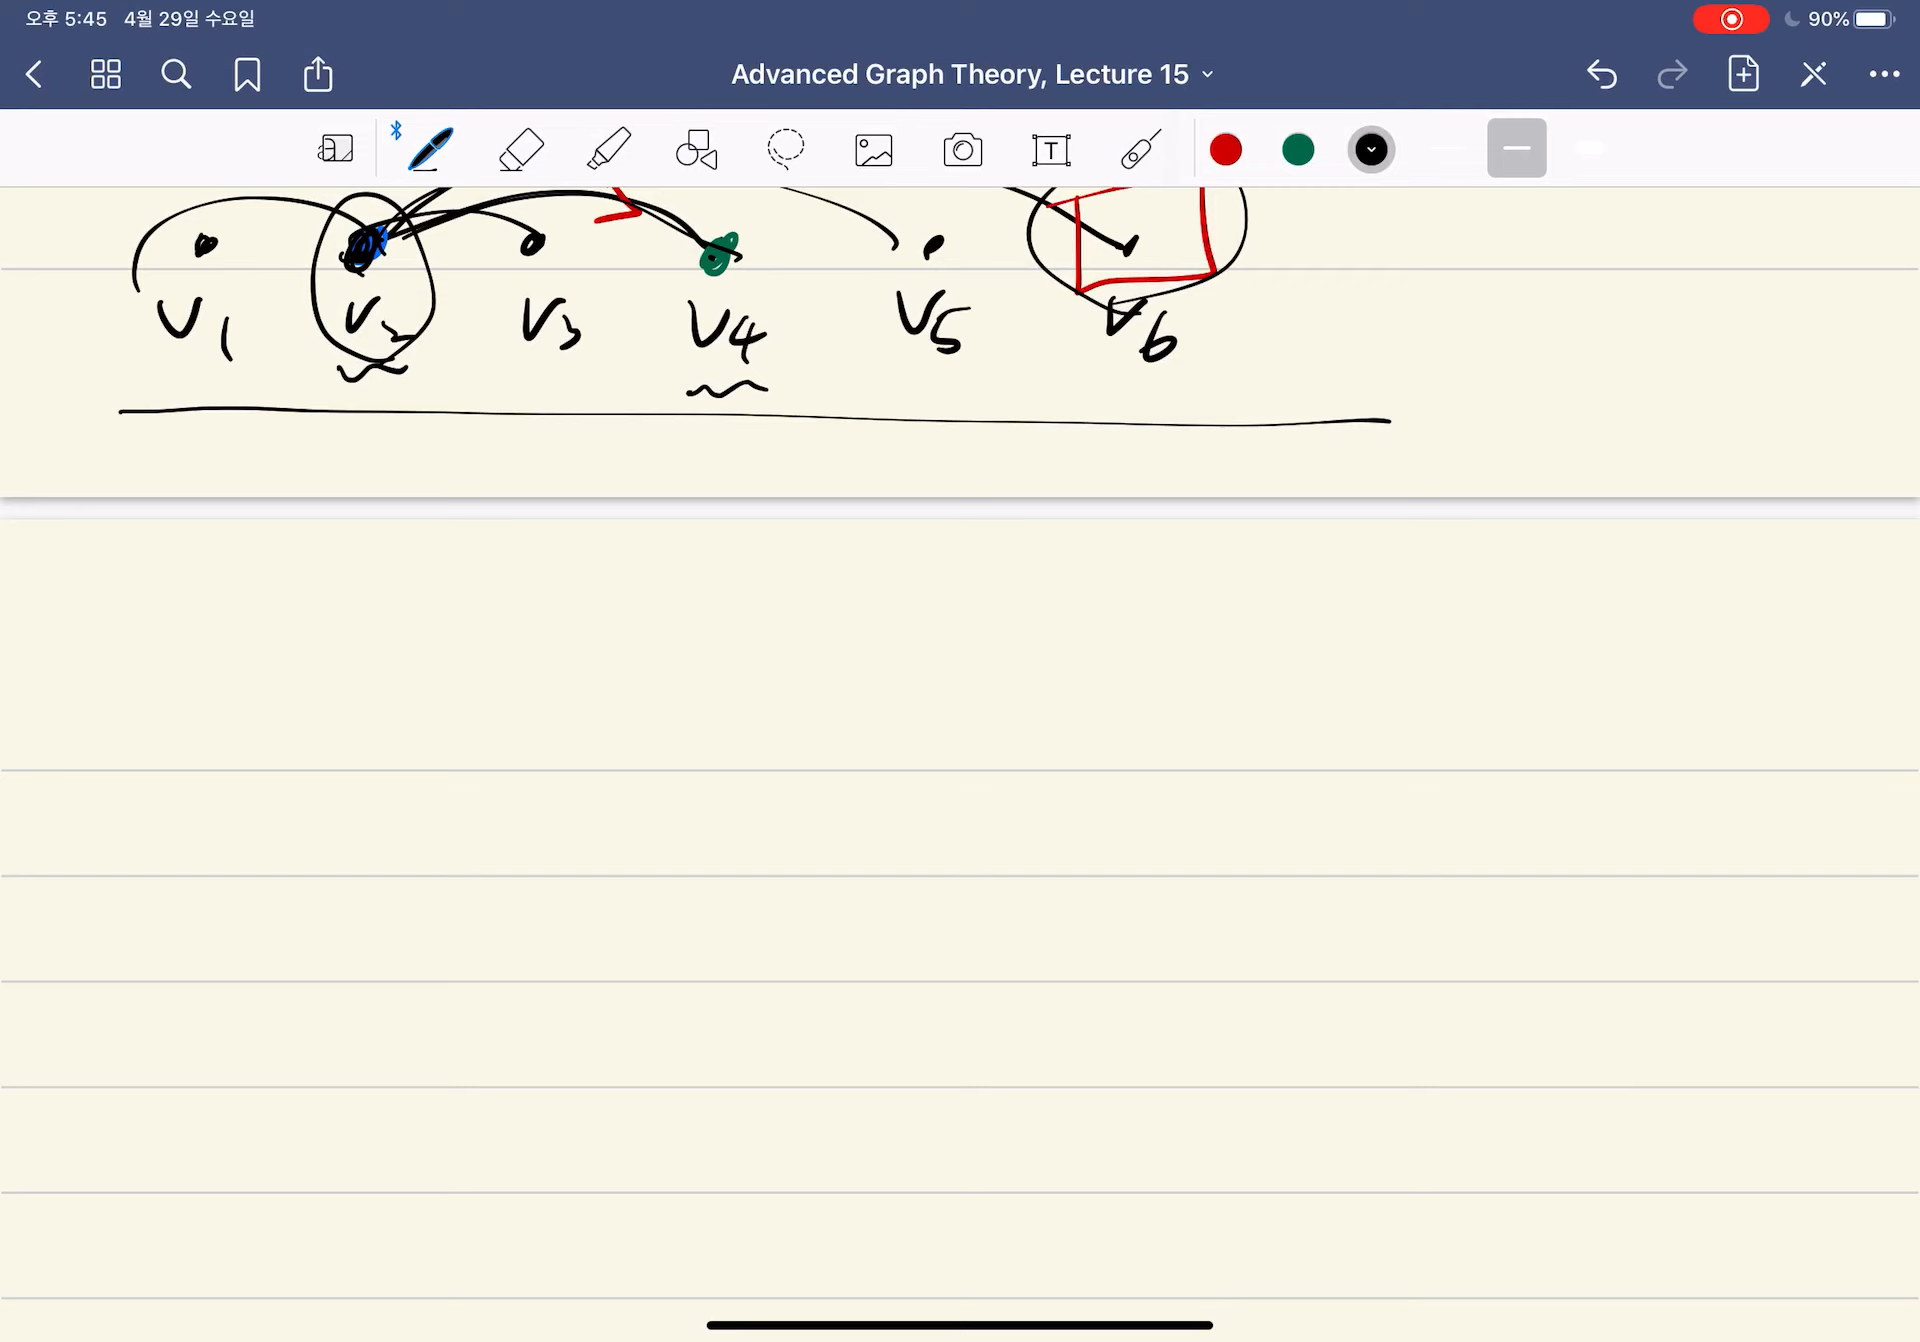 오후 5:45 4월 29일 수요일
90%
Advanced Graph Theory, Lecture 15
a
T
V1 V2 V3 V4 V5 V6